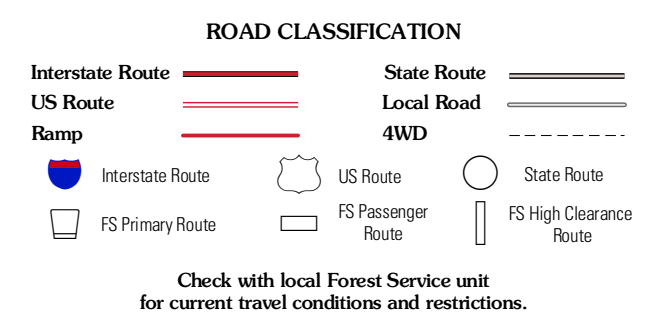 ROAD CLASSIFICATION
Interstate Route
State Route
US Route
Local Road
Ramp
4WD
Interstate Route
US Route
State Route
FS Primary Route
FS Passenger
Route
FS High Clearance
Route
Check with local Forest Service unit
for current travel conditions and restrictions.